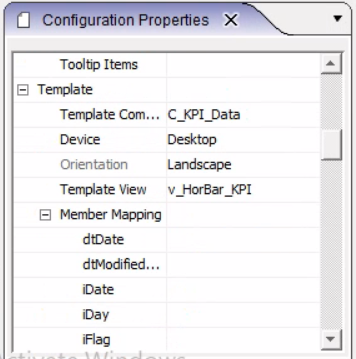 Configuration Properties
Tooltip Items
Template
Template Com... C_KPI_Data
Device Desktop
Orientation Landscape
Template View v_HorBar_KPI
Member Mapping
dtDate
dtModified...
iDate
iDay
iFlag
Activate Windows